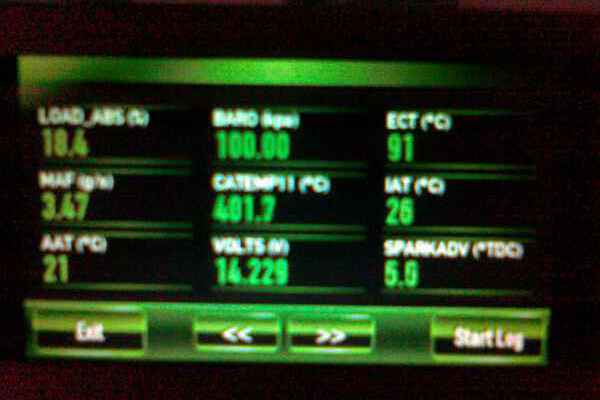 LOAD_ABS (%) BARO (kpa) ECT (°C)
18.4 100.00 91
MAF (g/s) CATEMP11 (°C) IAT (°C)
3.47 401.7 26
AAT (°C) VOLTS (V) SPARKADV (°TDC)
21 14.229 5.0
Exit << >> Start Log